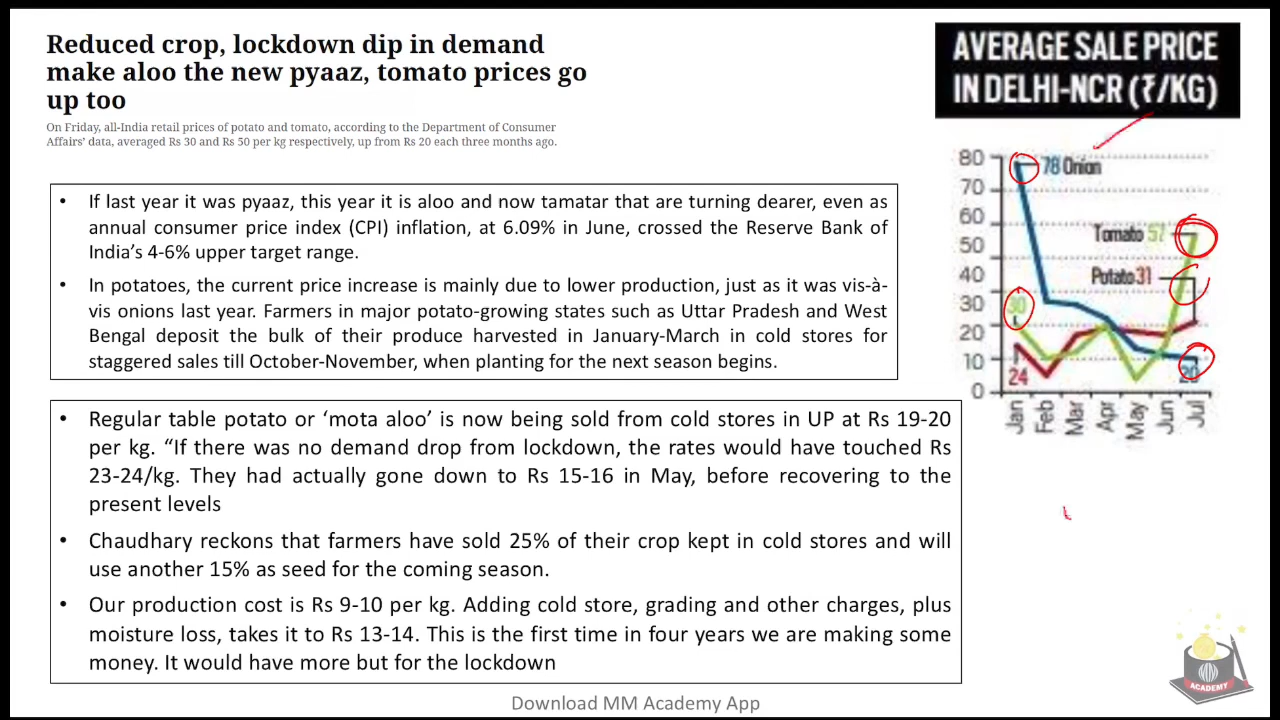 Reduced crop, lockdown dip in demand
make aloo the new pyaaz, tomato prices go
up too
On Friday, all-India retail prices of potato and tomato, according to the Department of Consumer
Affairs’ data, averaged Rs 30 and Rs 50 per kg respectively, up from Rs 20 each three months ago.
• If last year it was pyaaz, this year it is aloo and now tamatar that are turning dearer, even as
annual consumer price index (CPI) inflation, at 6.09% in June, crossed the Reserve Bank of
India’s 4-6% upper target range.
• In potatoes, the current price increase is mainly due to lower production, just as it was vis-à-
vis onions last year. Farmers in major potato-growing states such as Uttar Pradesh and West
Bengal deposit the bulk of their produce harvested in January-March in cold stores for
staggered sales till October-November, when planting for the next season begins.
• Regular table potato or ‘mota aloo’ is now being sold from cold stores in UP at Rs 19-20
per kg. “If there was no demand drop from lockdown, the rates would have touched Rs
23-24/kg. They had actually gone down to Rs 15-16 in May, before recovering to the
present levels
• Chaudhary reckons that farmers have sold 25% of their crop kept in cold stores and will
use another 15% as seed for the coming season.
• Our production cost is Rs 9-10 per kg. Adding cold store, grading and other charges, plus
moisture loss, takes it to Rs 13-14. This is the first time in four years we are making some
money. It would have more but for the lockdown
AVERAGE SALE PRICE
IN DELHI-NCR (₹/KG)
80
78 Onion
70
60
Tomato 57
50
40
Potato 31
30
30
20
10
24
20
0
Jan Feb Mar Apr May Jun Jul
ACADEMY
Download MM Academy App